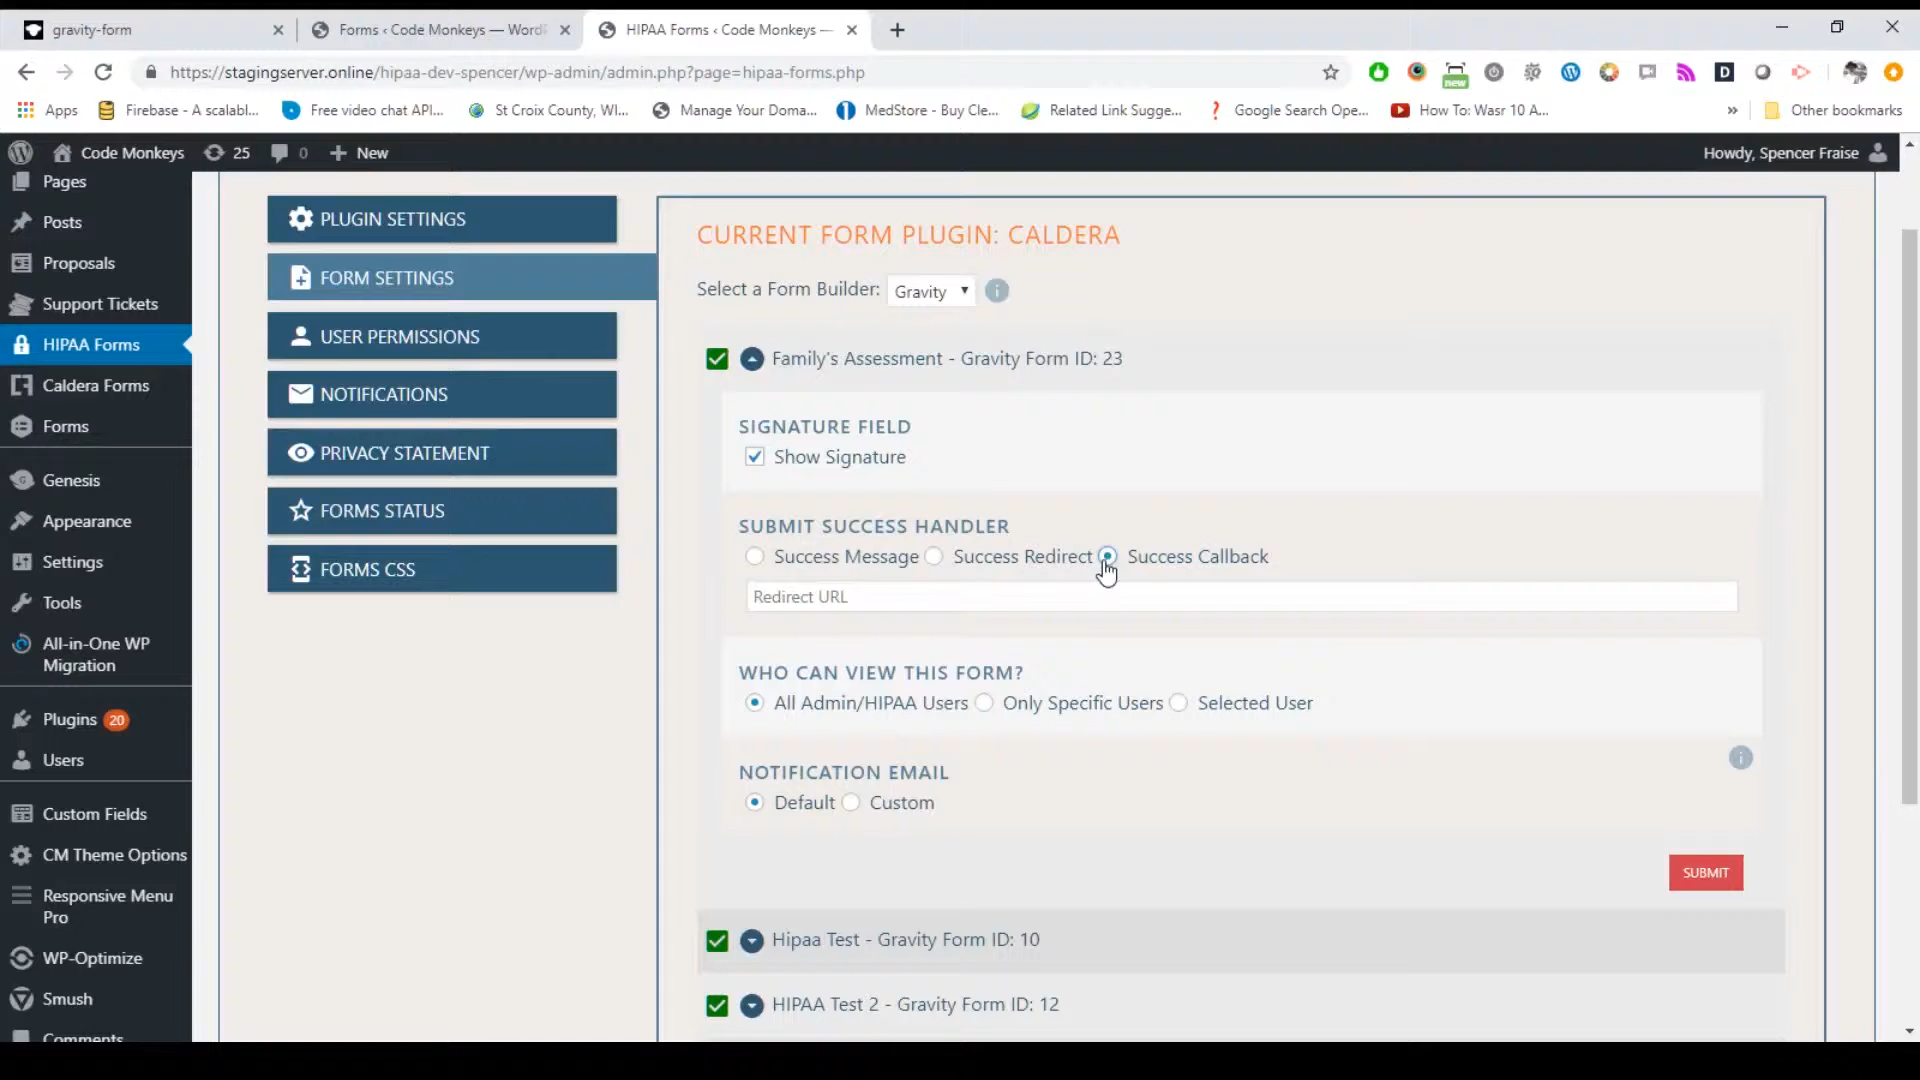 gravity-form
Forms ‹ Code Monkeys — Word
HIPAA Forms ‹ Code Monkeys —
https://stagingserver.online/hipaa-dev-spencer/wp-admin/admin.php?page=hipaa-forms.php
new
D
Apps
Firebase - A scalabl...
Free video chat API...
St Croix County, WI...
Manage Your Doma...
MedStore - Buy Cle...
Related Link Sugge...
Google Search Ope...
How To: Wasr 10 A...
»
Other bookmarks
Code Monkeys
25
0
New
Howdy, Spencer Fraise
Pages
Posts
Proposals
Support Tickets
HIPAA Forms
Caldera Forms
Forms
Genesis
Appearance
Settings
Tools
All-in-One WP
Migration
Plugins 20
Users
Custom Fields
CM Theme Options
Responsive Menu
Pro
WP-Optimize
Smush
Comments
PLUGIN SETTINGS
FORM SETTINGS
USER PERMISSIONS
NOTIFICATIONS
PRIVACY STATEMENT
FORMS STATUS
FORMS CSS
CURRENT FORM PLUGIN: CALDERA
Select a Form Builder: Gravity
Family's Assessment - Gravity Form ID: 23
SIGNATURE FIELD
Show Signature
SUBMIT SUCCESS HANDLER
Success Message Success Redirect Success Callback
Redirect URL
WHO CAN VIEW THIS FORM?
All Admin/HIPAA Users Only Specific Users Selected User
NOTIFICATION EMAIL
Default Custom
SUBMIT
Hipaa Test - Gravity Form ID: 10
HIPAA Test 2 - Gravity Form ID: 12